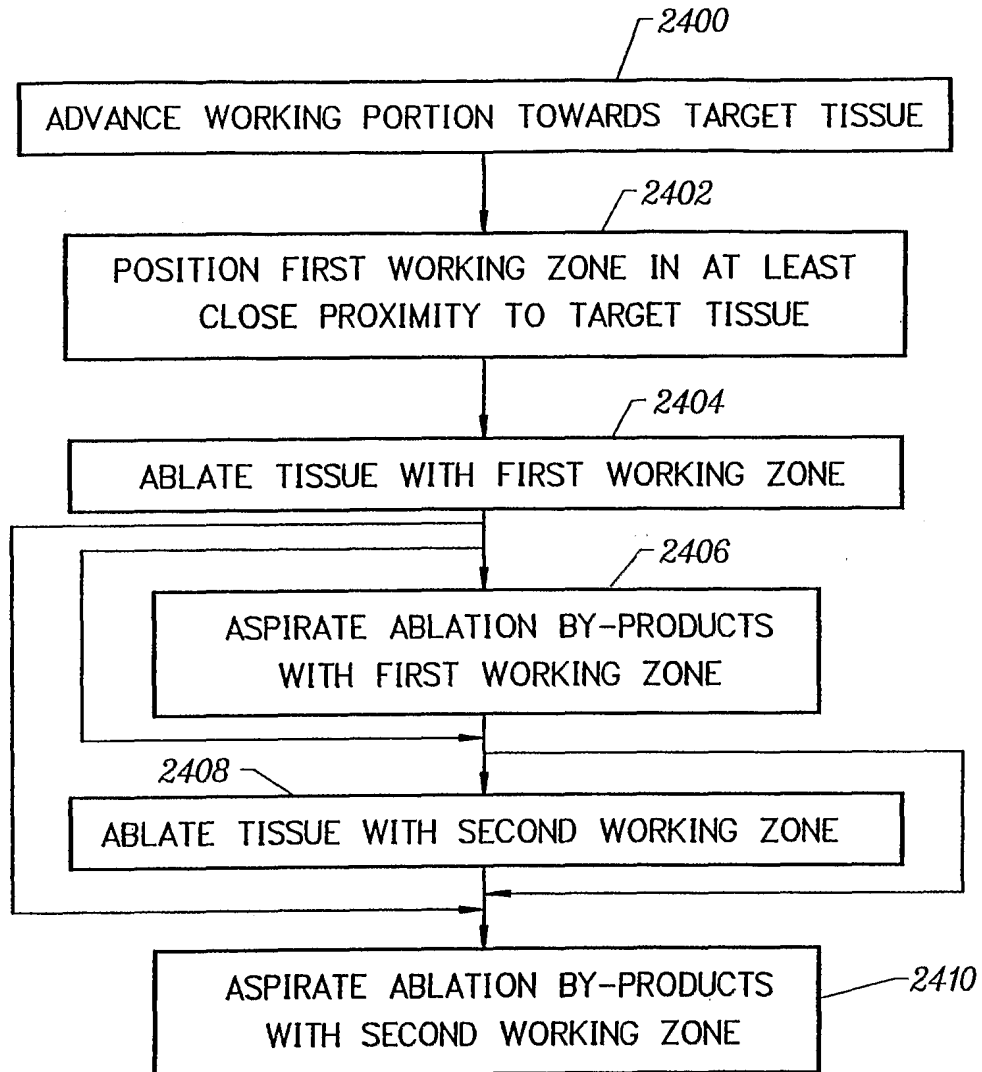 2400
ADVANCE WORKING PORTION TOWARDS TARGET TISSUE
2402
POSITION FIRST WORKING ZONE IN AT LEAST
CLOSE PROXIMITY TO TARGET TISSUE
2404
ABLATE TISSUE WITH FIRST WORKING ZONE
2406
ASPIRATE ABLATION BY-PRODUCTS
WITH FIRST WORKING ZONE
2408
ABLATE TISSUE WITH SECOND WORKING ZONE
ASPIRATE ABLATION BY-PRODUCTS
WITH SECOND WORKING ZONE
2410